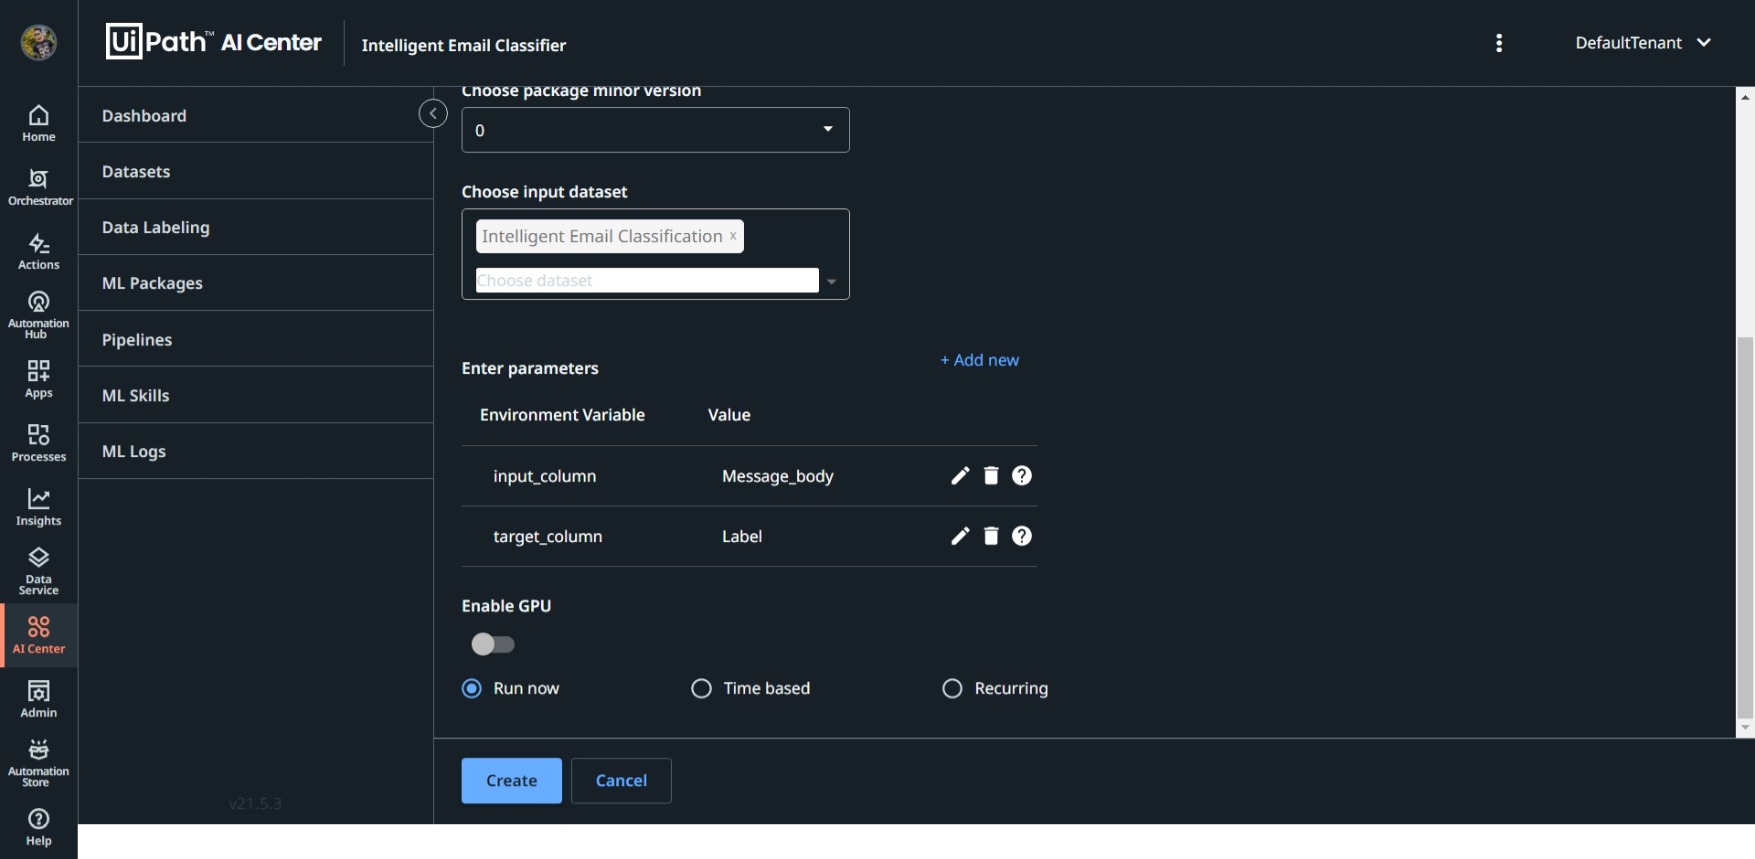 UiPath™ AI Center
Intelligent Email Classifier
DefaultTenant
Home
Orchestrator
Actions
Automation
Hub
Apps
Processes
Insights
Data
Service
AI Center
Admin
Automation
Store
Help
Dashboard
Datasets
Data Labeling
ML Packages
Pipelines
ML Skills
ML Logs
v21.5.3
Choose package minor version
0
Choose input dataset
Intelligent Email Classification x
Choose dataset
Enter parameters
+ Add new
Environment Variable Value
input_column Message_body
target_column Label
Enable GPU
Run now Time based Recurring
Create Cancel